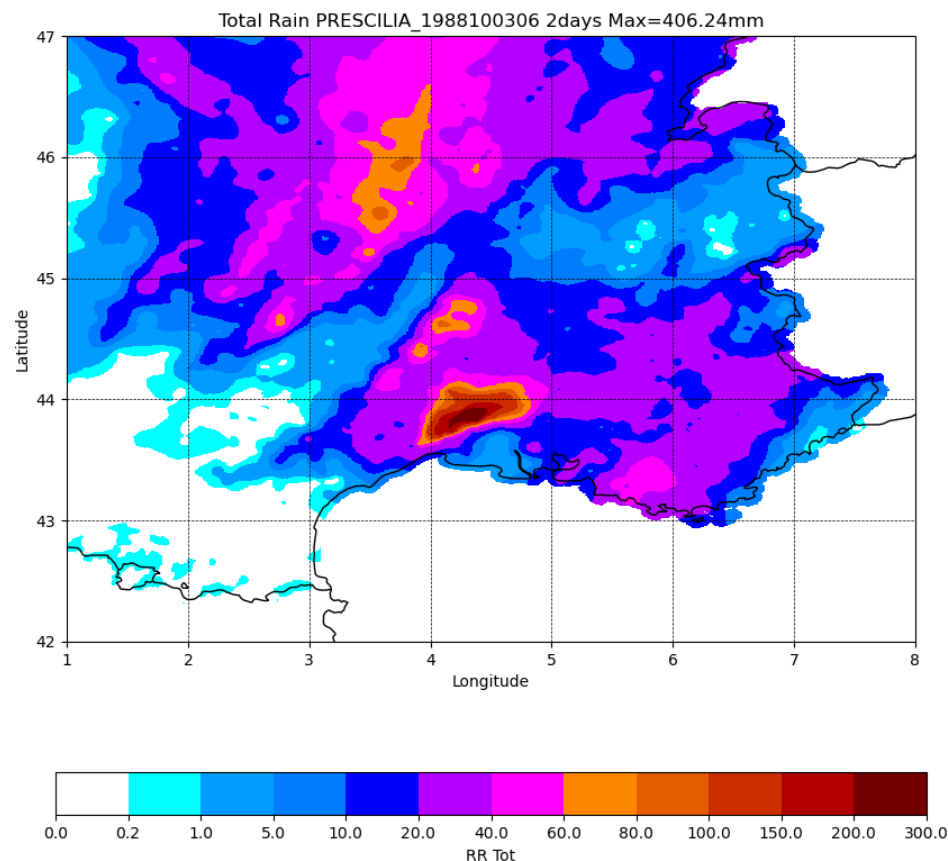 Total Rain PRESCILIA_1988100306 2days Max=406.24mm
47
46
45
44
43
42
Latitude
1 2 3 4 5 6 7 8
Longitude
0.0 0.2 1.0 5.0 10.0 20.0 40.0 60.0 80.0 100.0 150.0 200.0 300.0
RR Tot